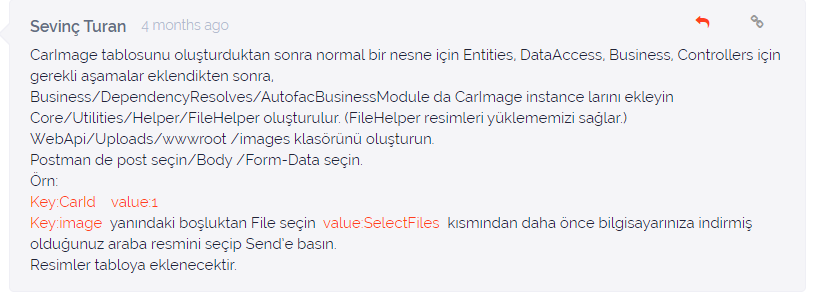 Sevinç Turan 4 months ago
CarImage tablosunu oluşturduktan sonra normal bir nesne için Entities, DataAccess, Business, Controllers için
gerekli aşamalar eklendikten sonra,
Business/DependencyResolves/AutofacBusinessModule da CarImage instance larını ekleyin
Core/Utilities/Helper/FileHelper oluşturulur. (FileHelper resimleri yüklememizi sağlar.)
WebApi/Uploads/wwwroot /images klasörünü oluşturun.
Postman de post seçin/Body /Form-Data seçin.
Örn:
Key:CarId value:1
Key:image yanındaki boşluktan File seçin value:SelectFiles kısmından daha önce bilgisayarınıza indirmiş
olduğunuz araba resmini seçip Send'e basın.
Resimler tabloya eklenecektir.